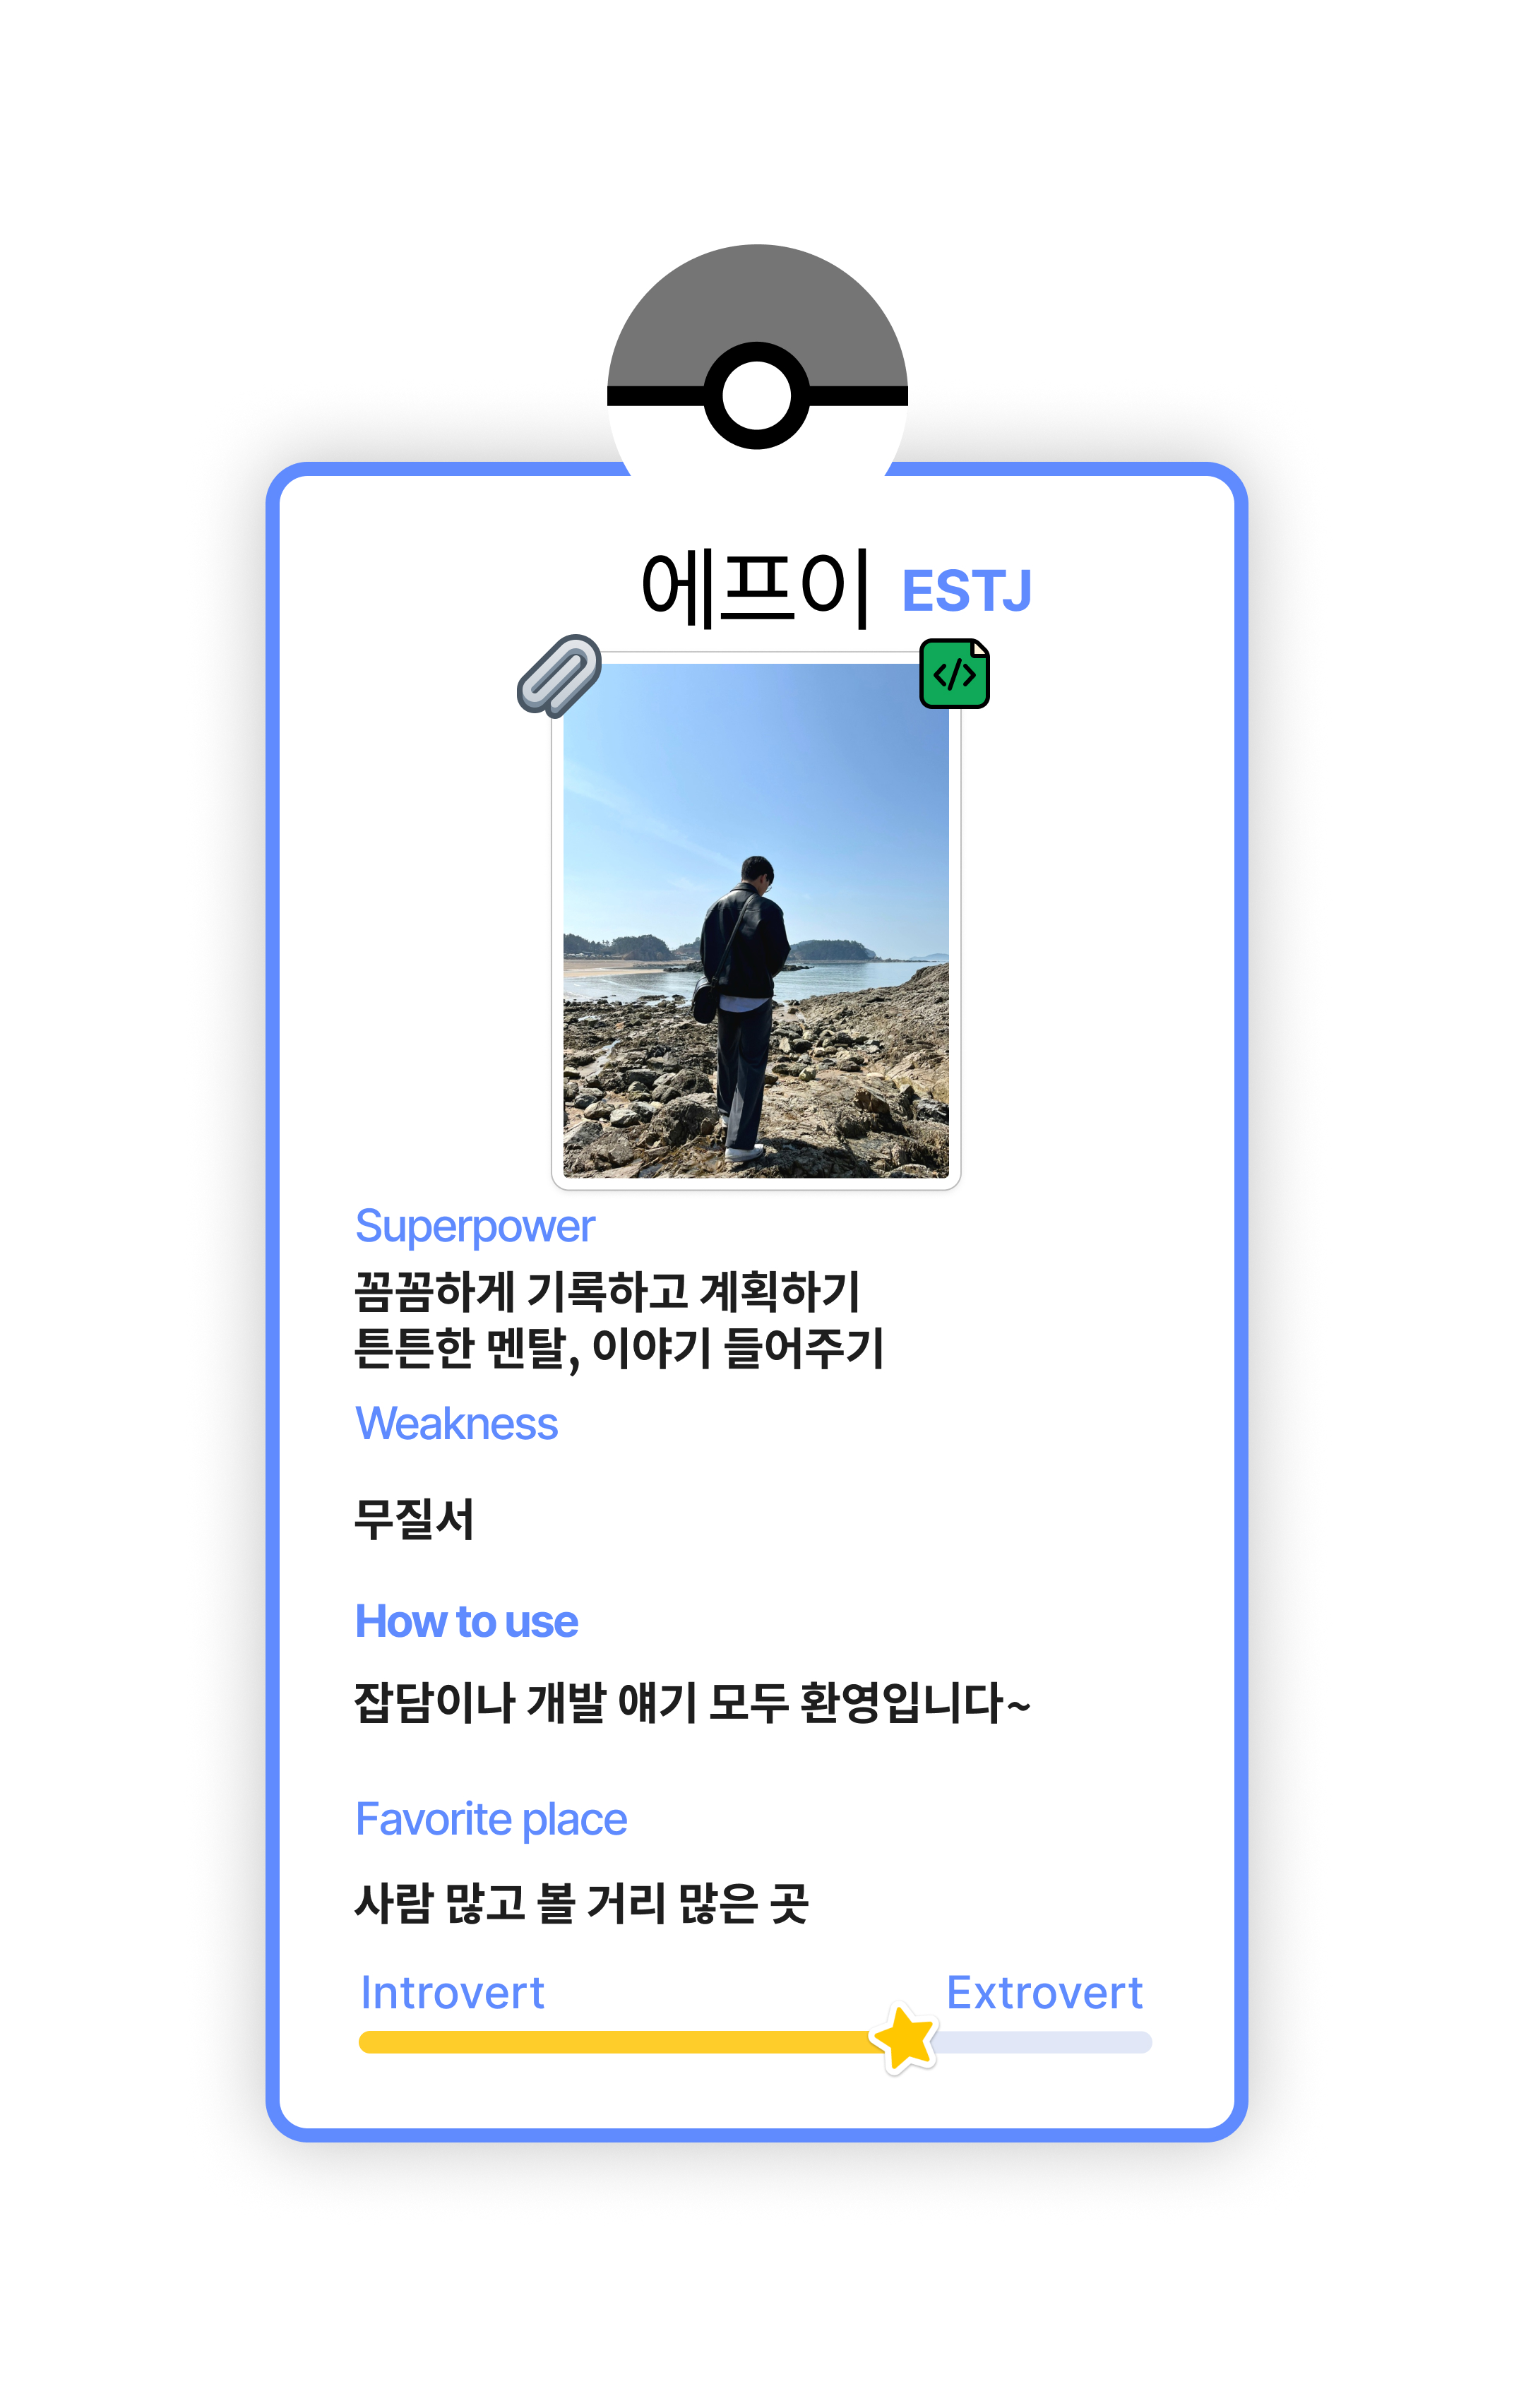 에프이 ESTJ
</>
Superpower
꼼꼼하게 기록하고 계획하기
튼튼한 멘탈, 이야기 들어주기
Weakness
무질서
How to use
잡담이나 개발 얘기 모두 환영입니다~
Favorite place
사람 많고 볼 거리 많은 곳
Introvert Extrovert